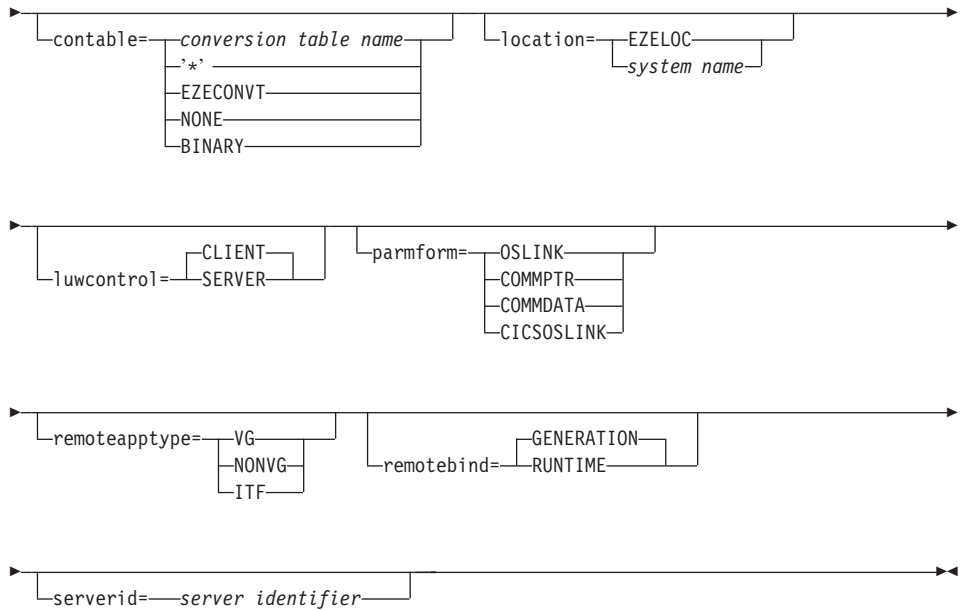 contable= conversion table name location= EZELOC
'*' system name
EZECONVT
NONE
BINARY
CLIENT parmform= OSLINK
luwcontrol= SERVER COMMPTR
COMMDATA
CICSOSLINK
remoteapptype= VG GENERATION
NONVG remotebind= RUNTIME
ITF
serverid= server identifier